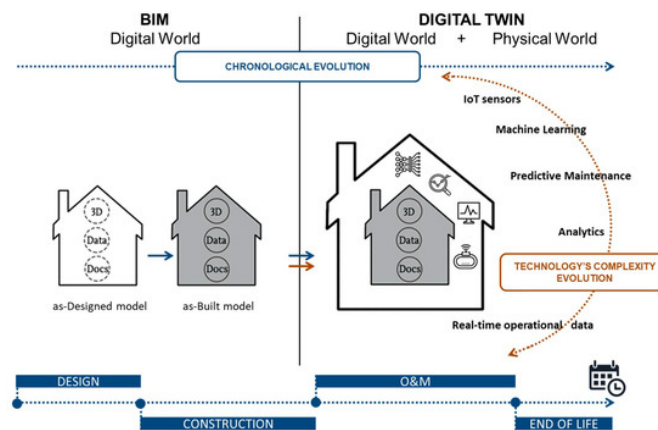 BIM
Digital World
DIGITAL TWIN
Digital World + Physical World
CHRONOLOGICAL EVOLUTION
IoT sensors
Machine Learning
Predictive Maintenance
Analytics
TECHNOLOGY'S COMPLEXITY
EVOLUTION
Real-time operational data
3D
Data
Docs
as-Designed model
3D
Data
Docs
as-Built model
3D
Data
Docs
DESIGN
CONSTRUCTION
O&M
END OF LIFE